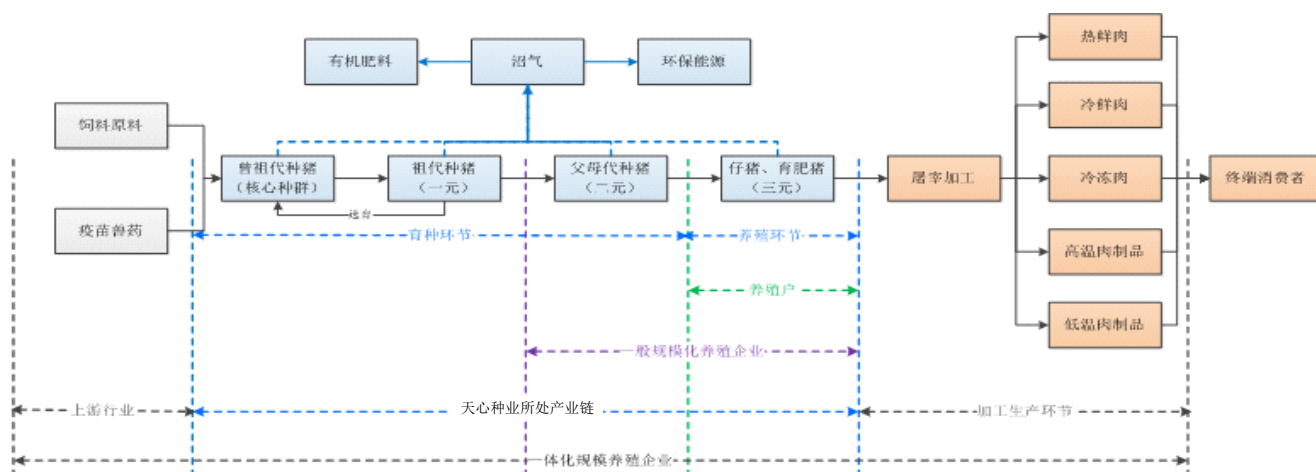 热鲜肉
有机肥料
沼气
环保能源
冷鲜肉
饲料原料
曾祖代种猪
（核心种群）
祖代种猪
（一元）
父母代种猪
（二元）
仔猪、育肥猪
（三元）
屠宰加工
冷冻肉
终端消费者
选育
疫苗兽药
育种环节
养殖环节
高温肉制品
养殖户
低温肉制品
一般规模化养殖企业
上游行业
天心种业所处产业链
加工生产环节
一体化规模养殖企业